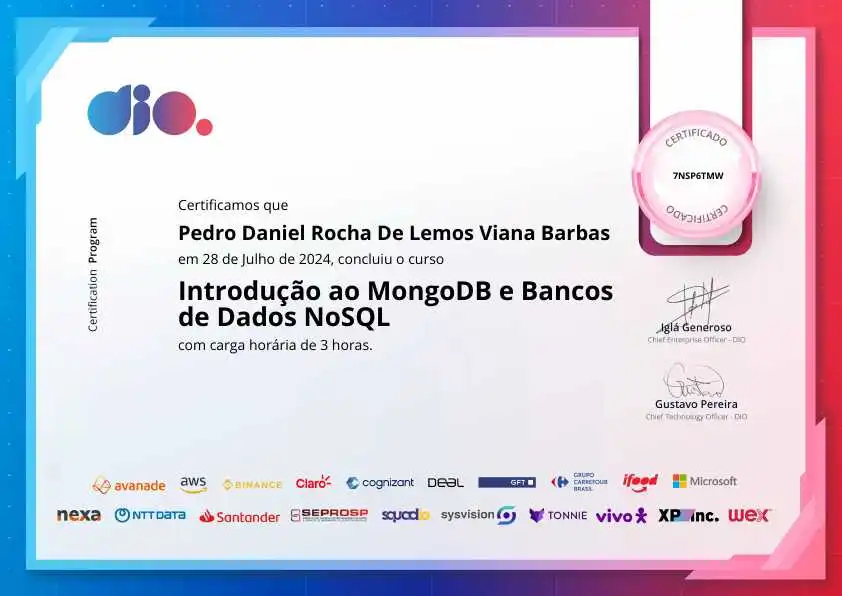 dio.
CERTIFICADO
7NSP6TMW
CERTIFICADO
Certification Program
Certificamos que
Pedro Daniel Rocha De Lemos Viana Barbas
em 28 de Julho de 2024, concluiu o curso
Introdução ao MongoDB e Bancos
de Dados NoSQL
com carga horária de 3 horas.
Iglá Generoso
Chief Enterprise Officer - DIO
Gustavo Pereira
Chief Technology Officer - DIO
avanade aws BINANCE Claro cognizant DEAL GFT GRUPO CARREFOUR BRASIL ifood Microsoft
nexa NTT DATA Santander SEPROSP squadio sysvision TONNIE vivo XP inc. wex